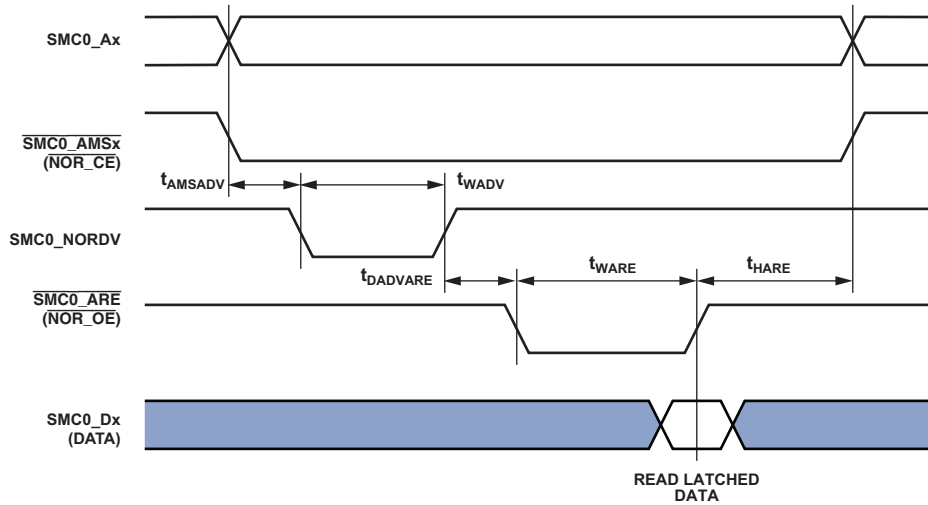 SMC0_Ax
SMC0_AMSx
(NOR_CE)
tAMSADV
tWADV
SMC0_NORDV
tDADVARE
tWARE
tHARE
SMC0_ARE
(NOR_OE)
SMC0_Dx
(DATA)
READ LATCHED
DATA